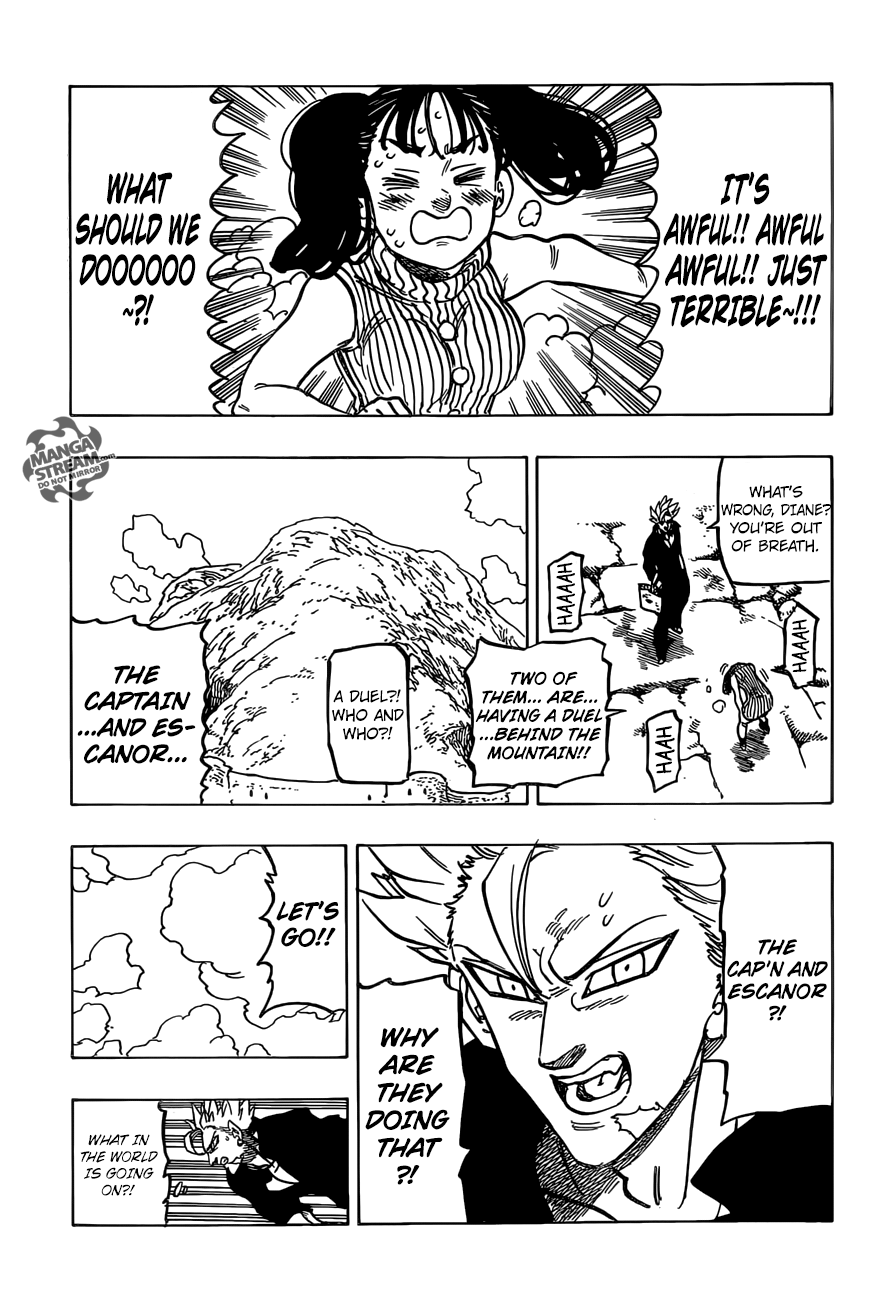 IT'S
AWFUL!! AWFUL
AWFUL!! JUST
TERRIBLE~!!!
WHAT
SHOULD WE
DOOOOOO
~?!
MANGA
STREAM.com
DO NOT MIRROR
WHAT'S
WRONG, DIANE?
YOU'RE OUT
OF BREATH.
HAAAAH
HAAAH
HAAH
TWO OF
THEM... ARE...
HAVING A DUEL
...BEHIND THE
MOUNTAIN!!
A DUEL?!
WHO AND
WHO?!
THE
CAPTAIN
...AND ES-
CANOR...
THE
CAP'N AND
ESCANOR
?!
WHY
ARE
THEY
DOING
THAT
?!
LET'S
GO!!
WHAT IN
THE WORLD
IS GOING
ON?!